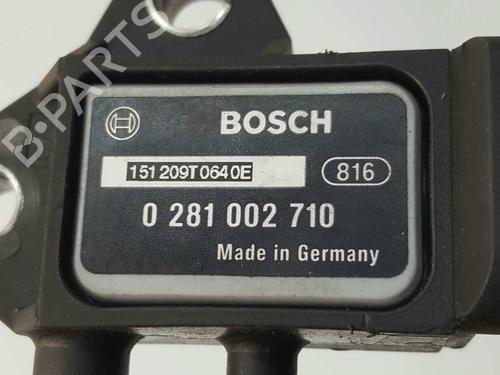 BOSCH
151209T0640E 816
0 281 002 710
Made in Germany
B-PARTS